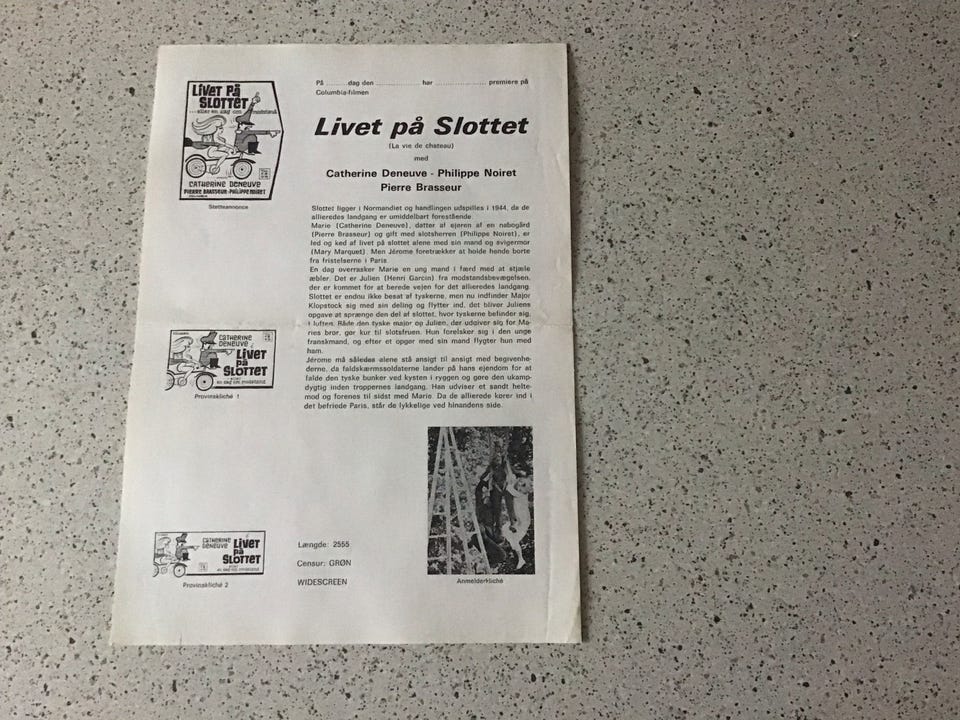 LIVET PÅ
SLOTTET
...eller en dag om modstand
CATHERINE DENEUVE
PIERRE BRASSEUR - PHILIPPE NOIRET
Støtteannonce
CATHERINE
DENEUVE
LIVET
PÅ
SLOTTET
Provinskliché 1
CATHERINE
DENEUVE
LIVET
PÅ
SLOTTET
Provinskliché 2
På ........dag den .................. har .................... premiere på
Columbia-filmen
Livet på Slottet
(La vie de chateau)
med
Catherine Deneuve - Philippe Noiret
Pierre Brasseur
Slottet ligger i Normandiet og handlingen udspilles i 1944, da de
allieredes landgang er umiddelbart forestående.
Marie (Catherine Deneuve), datter af ejeren af en nabogård
(Pierre Brasseur) og gift med slotsherren (Philippe Noiret), er
led og ked af livet på slottet alene med sin mand og svigermor
(Mary Marquet). Men Jérome foretrækker at holde hende borte
fra fristelserne i Paris.
En dag overrasker Marie en ung mand i færd med at stjæle
æbler. Det er Julien (Henri Garcin) fra modstandsbevægelsen,
der er kommet for at berede vejen for det allieredes landgang.
Slottet er endnu ikke besat af tyskerne, men nu indfinder Major
Klopstock sig med sin deling og flytter ind, det bliver Juliens
opgave at sprænge den del af slottet, hvor tyskerne befinder sig,
i luften. Både den tyske major og Julien, der udgiver sig for Ma-
ries bror, gør kur til slotsfruen. Hun forelsker sig i den unge
franskmand, og efter et opgør med sin mand flygter hun med
ham.
Jérome må således alene stå ansigt til ansigt med begivenhe-
derne, da faldskærmssoldaterne lander på hans ejendom for at
falde den tyske bunker ved kysten i ryggen og gøre den ukamp-
dygtig inden troppernes landgang. Han udviser et sandt helte-
mod og forenes til sidst med Marie. Da de allierede kører ind i
det befriede Paris, står de lykkelige ved hinandens side.
Længde: 2555
Censur: GRØN
WIDESCREEN
Anmelderkliché